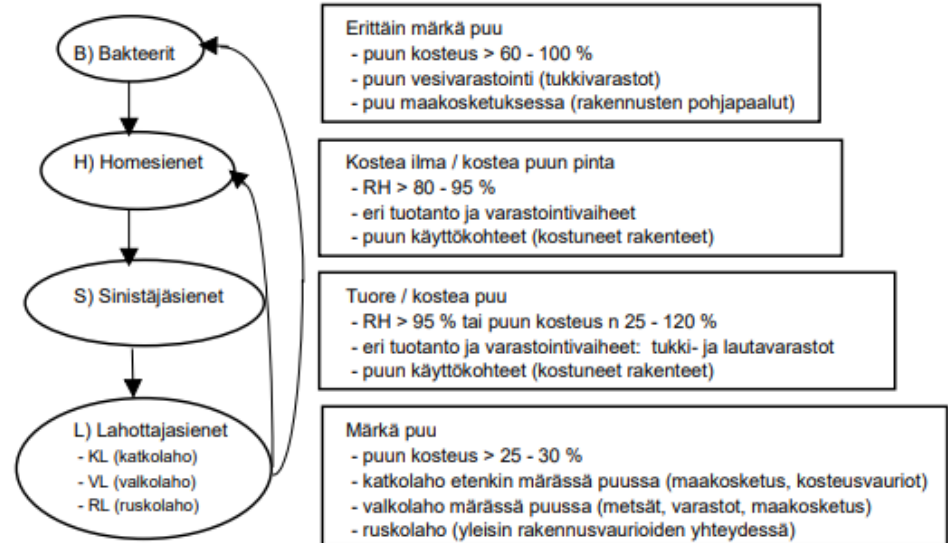 B) Bakteerit
Erittäin märkä puu
- puun kosteus > 60 - 100 %
- puun vesivarastointi (tukkivarastot)
- puu maakosketuksessa (rakennusten pohjapaalut)
H) Homesienet
Kostea ilma / kostea puun pinta
- RH > 80 - 95 %
- eri tuotanto ja varastointivaiheet
- puun käyttökohteet (kostuneet rakenteet)
S) Sinistäjäsienet
Tuore / kostea puu
- RH > 95 % tai puun kosteus n 25 - 120 %
- eri tuotanto ja varastointivaiheet: tukki- ja lautavarastot
- puun käyttökohteet (kostuneet rakenteet)
L) Lahottajasienet
- KL (katkolaho)
- VL (valkolaho)
- RL (ruskolaho)
Märkä puu
- puun kosteus > 25 - 30 %
- katkolaho etenkin märässä puussa (maakosketus, kosteusvauriot)
- valkolaho märässä puussa (metsät, varastot, maakosketus)
- ruskolaho (yleisin rakennusvaurioiden yhteydessä)